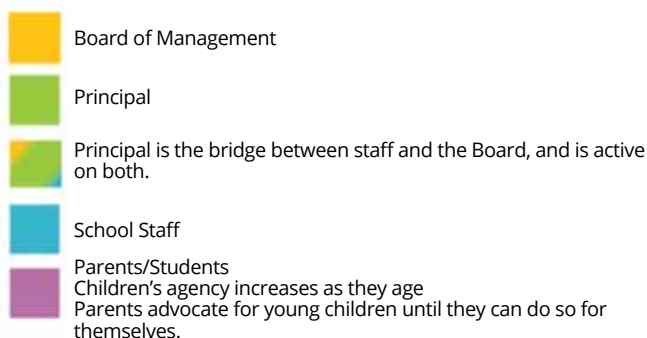 Board of Management
Principal
Principal is the bridge between staff and the Board, and is active
on both.
School Staff
Parents/Students
Children’s agency increases as they age
Parents advocate for young children until they can do so for
themselves.